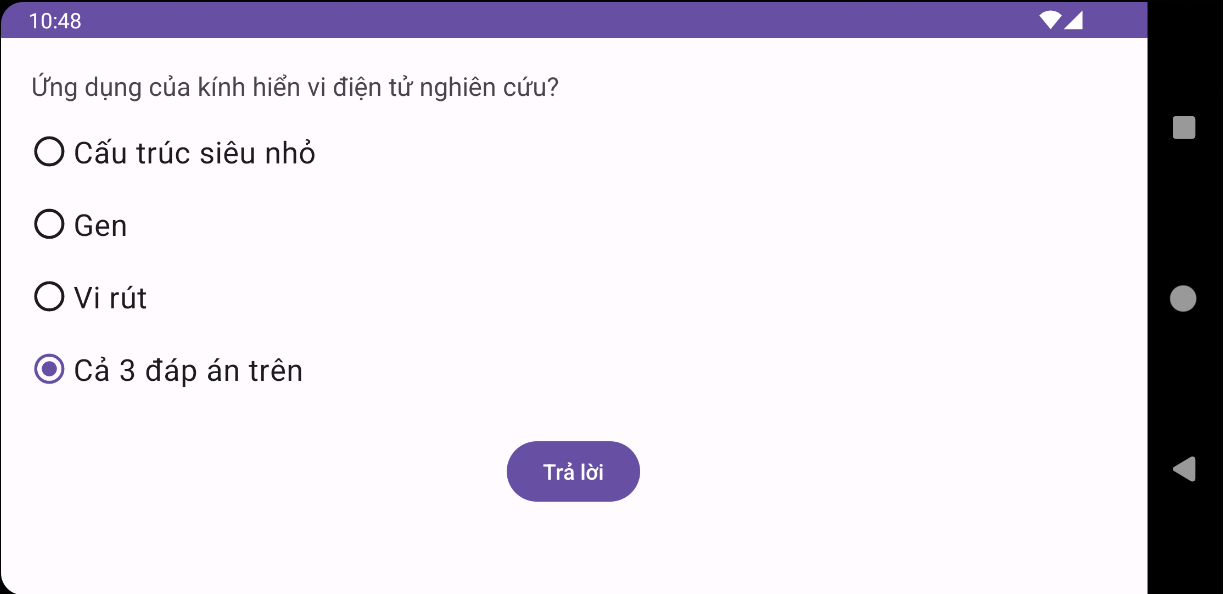 10:48
Ứng dụng của kính hiển vi điện tử nghiên cứu?
Cấu trúc siêu nhỏ
Gen
Vi rút
Cả 3 đáp án trên
Trả lời